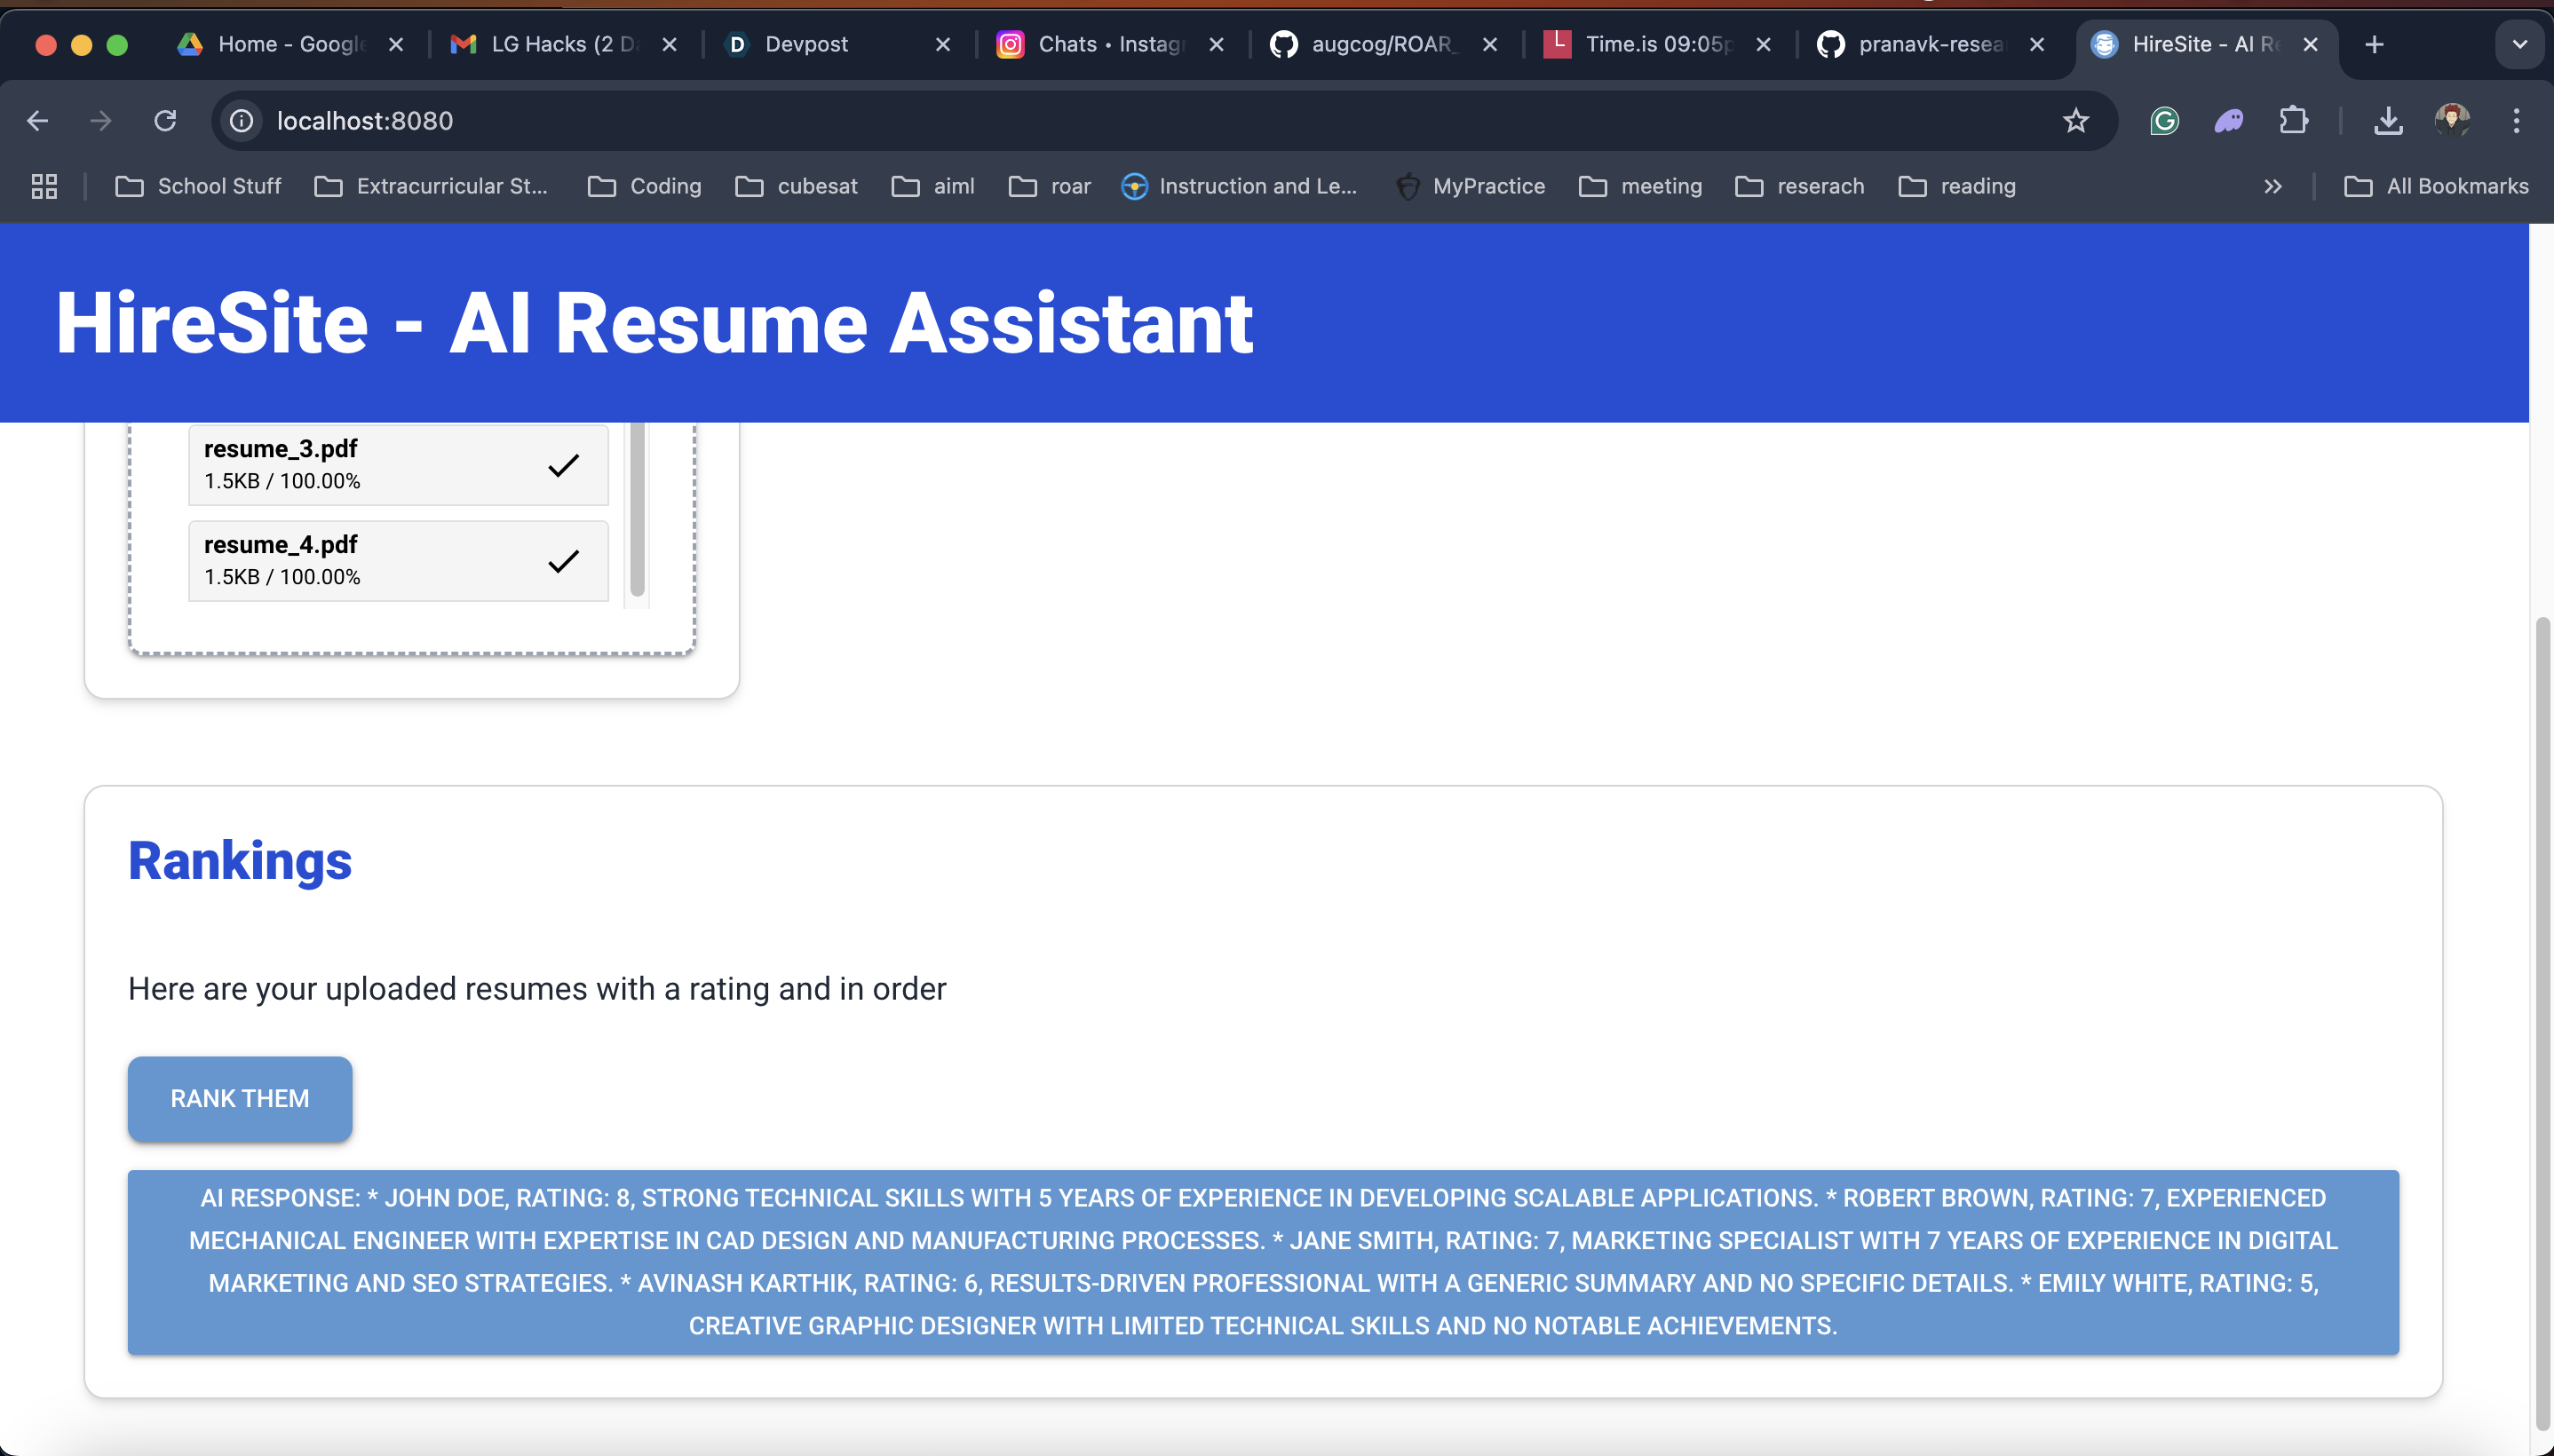 Home - Google
LG Hacks (2 Da
Devpost
Chats • Instag
augcog/ROAR_
Time.is 09:05p
pranavk-resea
HireSite - AI Re
localhost:8080
School Stuff
Extracurricular St...
Coding
cubesat
aiml
roar
Instruction and Le...
MyPractice
meeting
reserach
reading
All Bookmarks
HireSite - AI Resume Assistant
resume_3.pdf
1.5KB / 100.00%
resume_4.pdf
1.5KB / 100.00%
Rankings
Here are your uploaded resumes with a rating and in order
RANK THEM
AI RESPONSE: * JOHN DOE, RATING: 8, STRONG TECHNICAL SKILLS WITH 5 YEARS OF EXPERIENCE IN DEVELOPING SCALABLE APPLICATIONS. * ROBERT BROWN, RATING: 7, EXPERIENCED
MECHANICAL ENGINEER WITH EXPERTISE IN CAD DESIGN AND MANUFACTURING PROCESSES. * JANE SMITH, RATING: 7, MARKETING SPECIALIST WITH 7 YEARS OF EXPERIENCE IN DIGITAL
MARKETING AND SEO STRATEGIES. * AVINASH KARTHIK, RATING: 6, RESULTS-DRIVEN PROFESSIONAL WITH A GENERIC SUMMARY AND NO SPECIFIC DETAILS. * EMILY WHITE, RATING: 5,
CREATIVE GRAPHIC DESIGNER WITH LIMITED TECHNICAL SKILLS AND NO NOTABLE ACHIEVEMENTS.